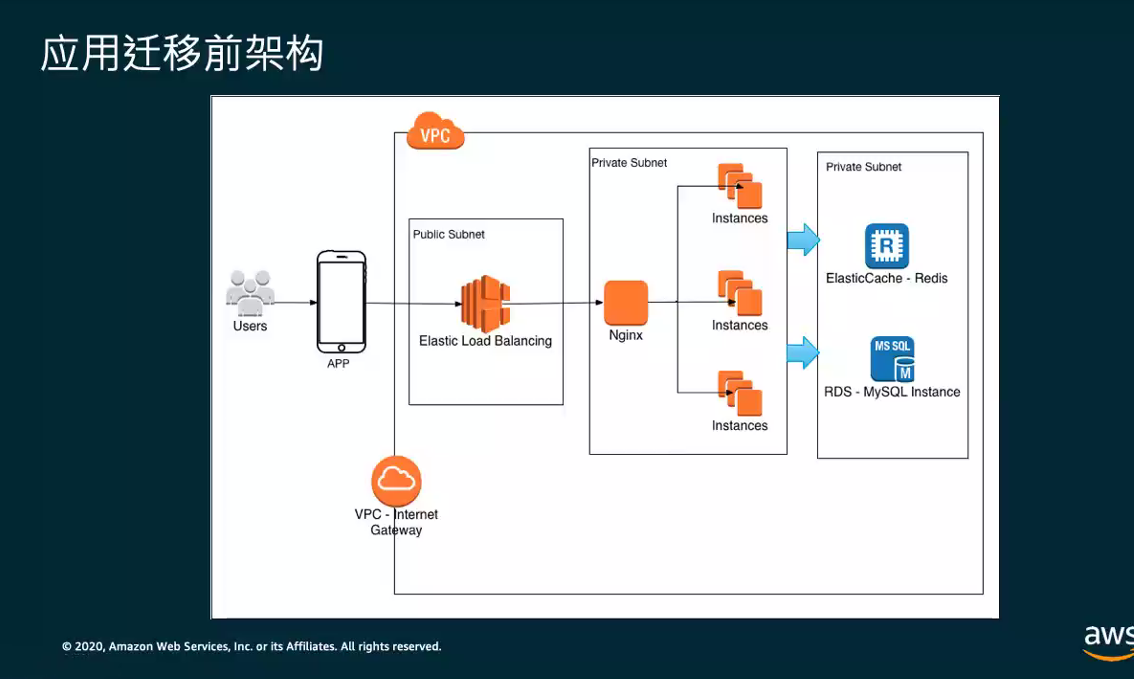 应用迁移前架构
VPC
Private Subnet
Private Subnet
Instances
Public Subnet
R
ElasticCache - Redis
Users
APP
Elastic Load Balancing
Nginx
Instances
MS SQL
M
RDS - MySQL Instance
Instances
VPC - Internet
Gateway
© 2020, Amazon Web Services, Inc. or its Affiliates. All rights reserved.
aws